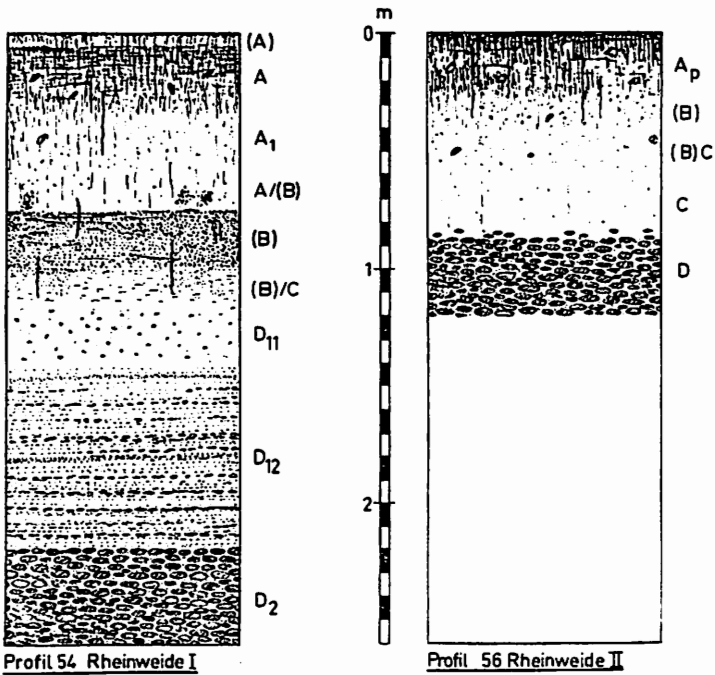 m
0
1
2
(A)
A
A₁
A/(B)
(B)
(B)/C
D₁₁
D₁₂
D₂
Profil 54 Rheinweide I
Aₚ
(B)
(B)C
C
D
Profil 56 Rheinweide II